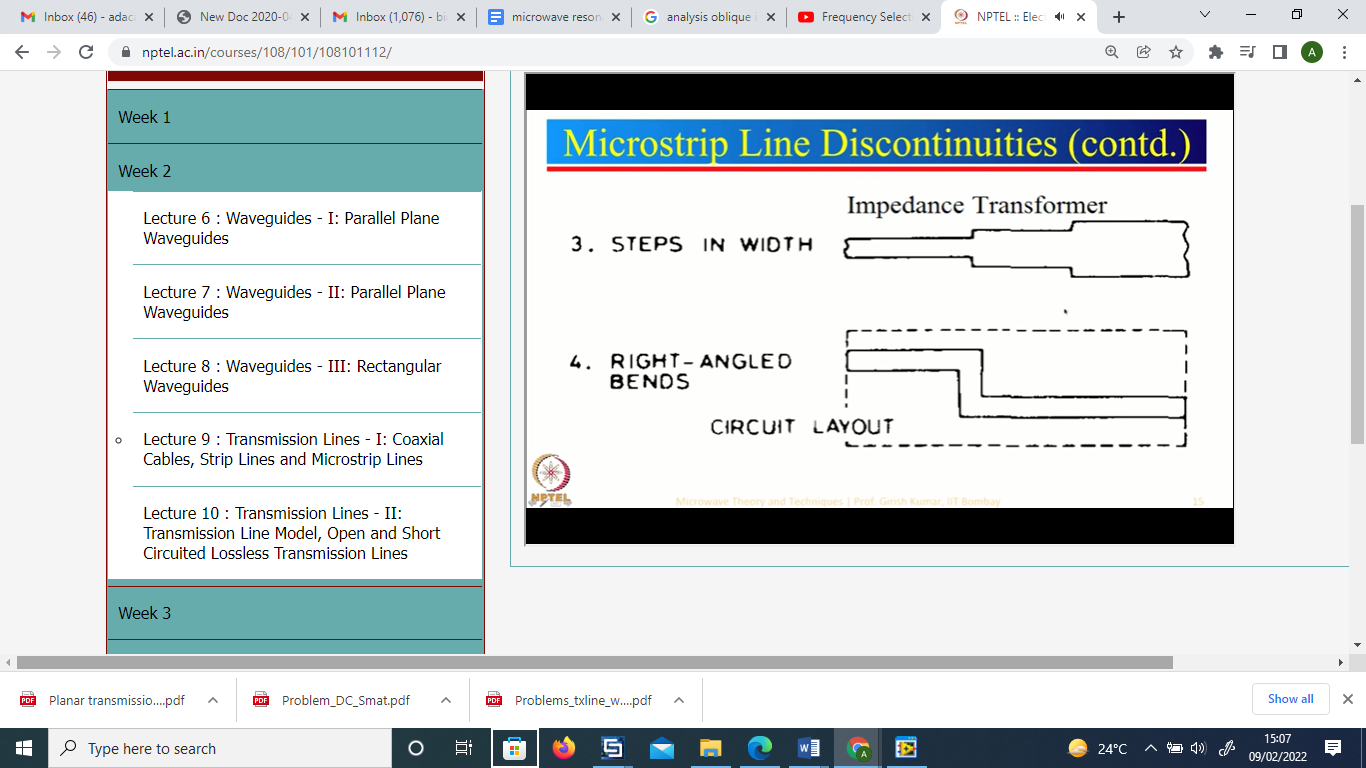 Inbox (46) - adac
New Doc 2020-0
Inbox (1,076) - bi
microwave reson
analysis oblique i
Frequency Select
NPTEL :: Elec
nptel.ac.in/courses/108/101/108101112/
A
Week 1
Week 2
Lecture 6 : Waveguides - I: Parallel Plane
Waveguides
Lecture 7 : Waveguides - II: Parallel Plane
Waveguides
Lecture 8 : Waveguides - III: Rectangular
Waveguides
Lecture 9 : Transmission Lines - I: Coaxial
Cables, Strip Lines and Microstrip Lines
Lecture 10 : Transmission Lines - II:
Transmission Line Model, Open and Short
Circuited Lossless Transmission Lines
Week 3
Microstrip Line Discontinuities (contd.)
Impedance Transformer
3. STEPS IN WIDTH
4. RIGHT-ANGLED
BENDS
CIRCUIT LAYOUT
NPTEL
Microwave Theory and Techniques | Prof. Girish Kumar, IIT Bombay
15
PDF
Planar transmissio....pdf
PDF
Problem_DC_Smat.pdf
PDF
Problems_txline_w....pdf
Show all
Type here to search
24°C
15:07
09/02/2022